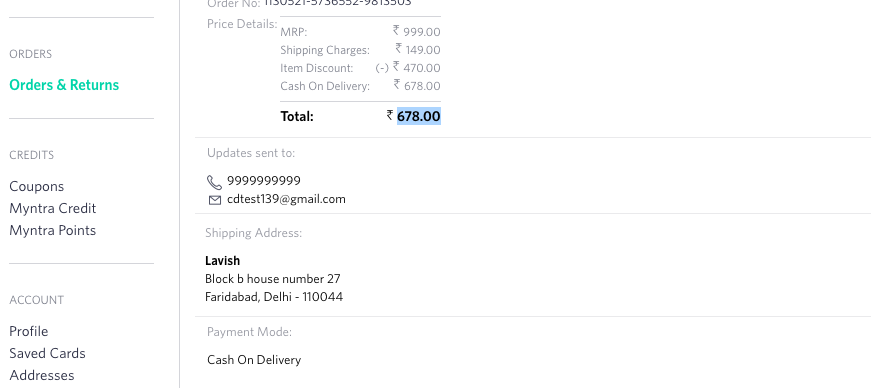 ORDERS
Orders & Returns
CREDITS
Coupons
Myntra Credit
Myntra Points
ACCOUNT
Profile
Saved Cards
Addresses
Order No: 1130521-5736552-9813503
Price Details:
MRP: ₹ 999.00
Shipping Charges: ₹ 149.00
Item Discount: (-) ₹ 470.00
Cash On Delivery: ₹ 678.00
Total: ₹ 678.00
Updates sent to:
9999999999
cdtest139@gmail.com
Shipping Address:
Lavish
Block b house number 27
Faridabad, Delhi - 110044
Payment Mode:
Cash On Delivery